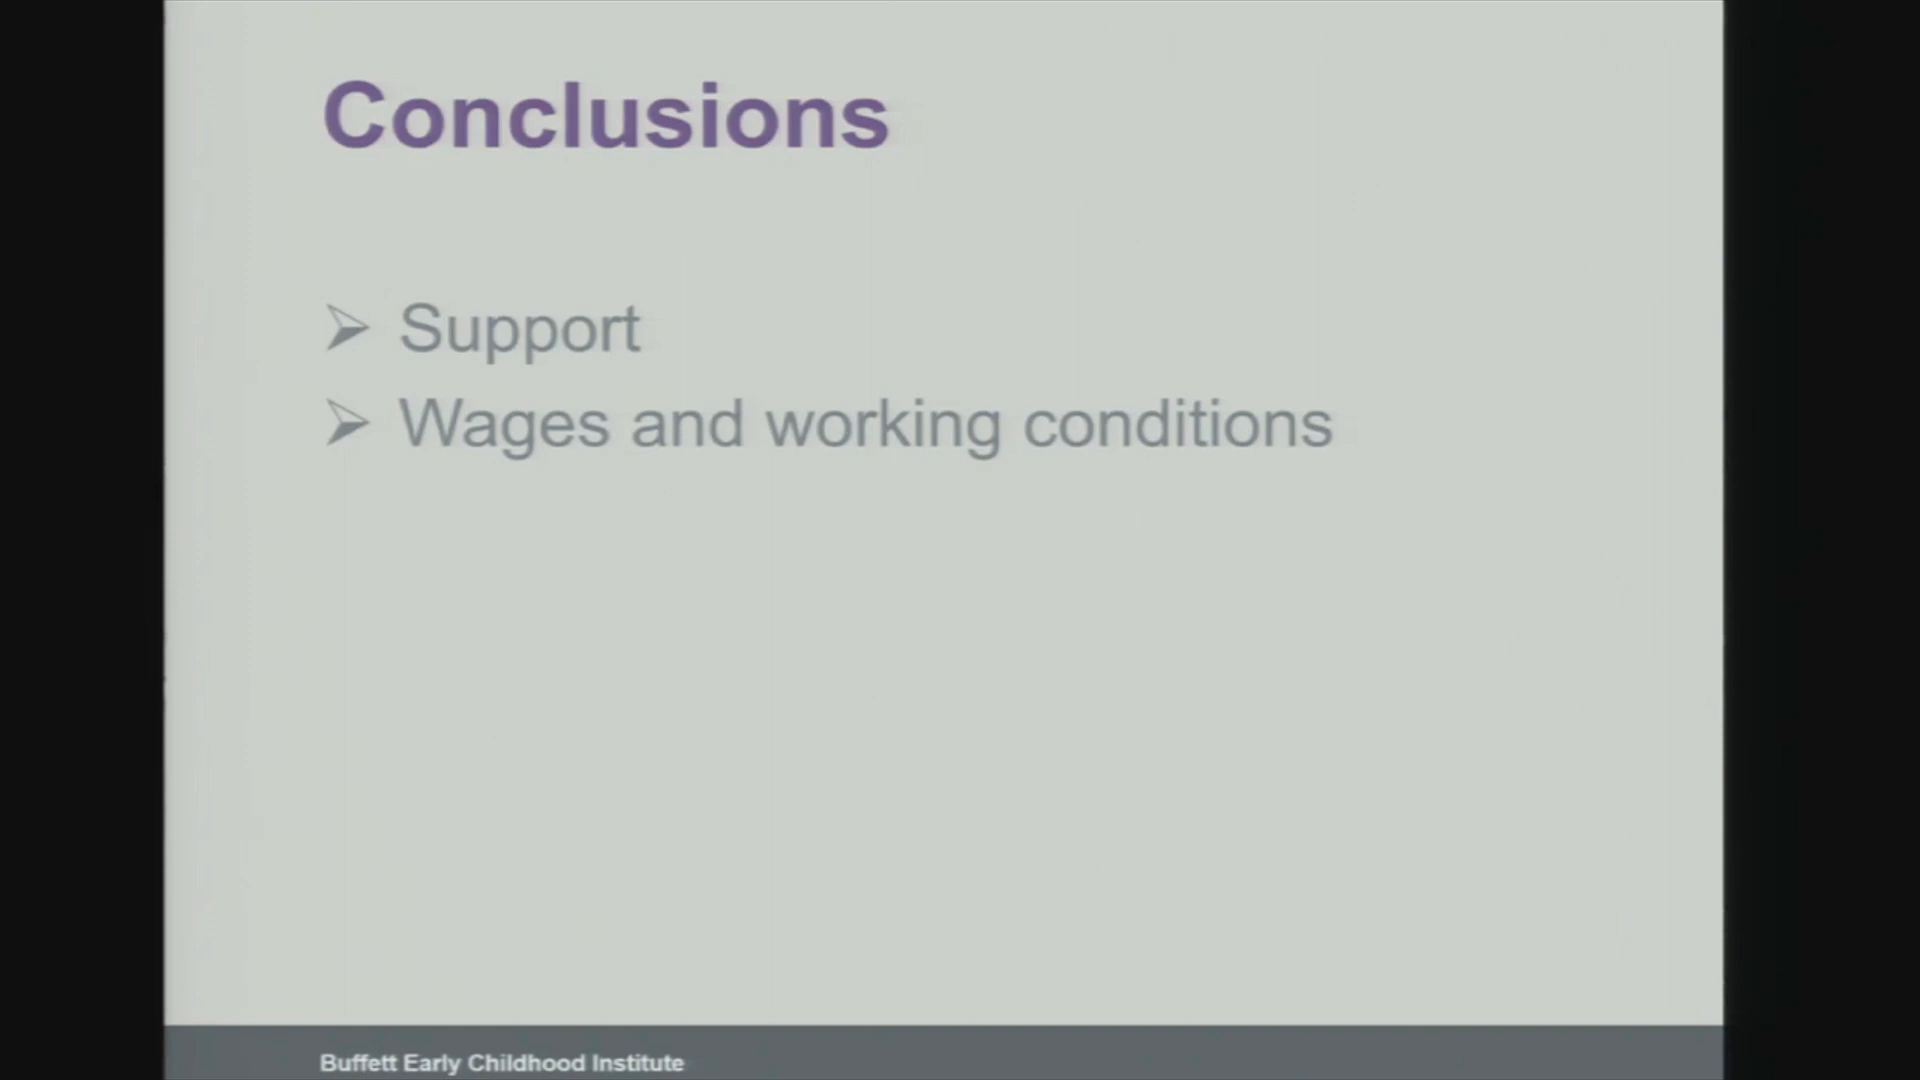 Conclusions
Support
Wages and working conditions
Buffett Early Childhood Institute